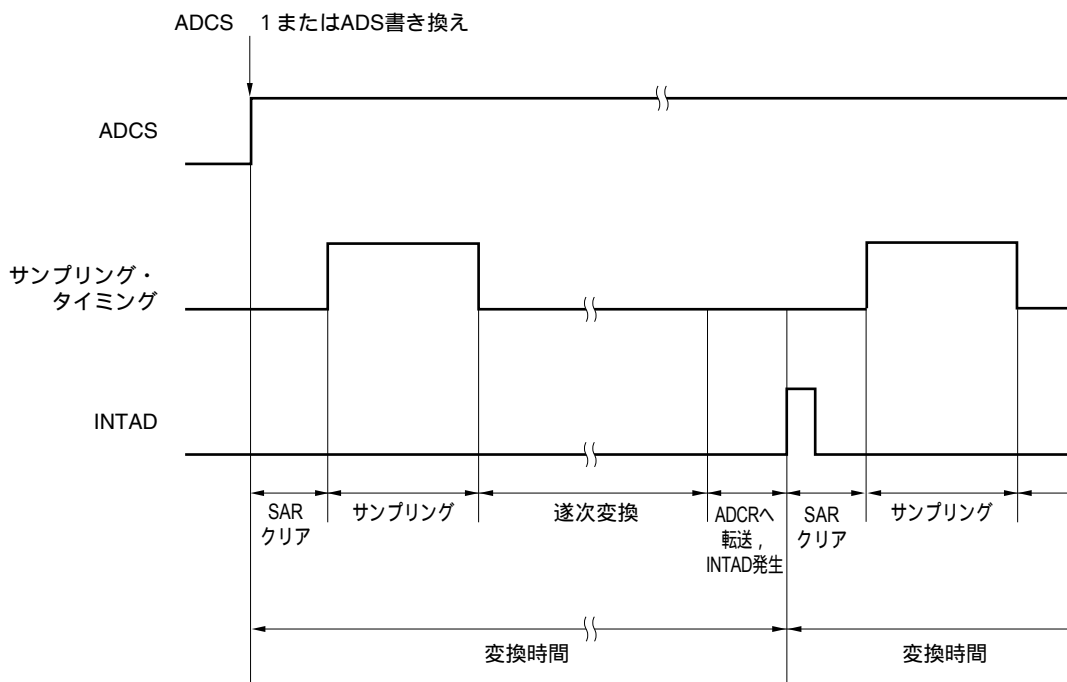 ADCS　1またはADS書き換え
ADCS
サンプリング・
タイミング
INTAD
SAR
クリア
サンプリング
逐次変換
ADCRへ
転送，
INTAD発生
SAR
クリア
サンプリング
変換時間
変換時間